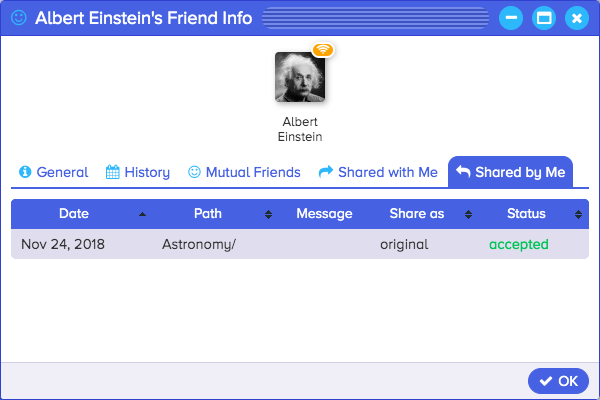 Albert Einstein's Friend Info
Albert
Einstein
General History Mutual Friends Shared with Me Shared by Me
Date Path Message Share as Status
Nov 24, 2018 Astronomy/ original accepted
OK